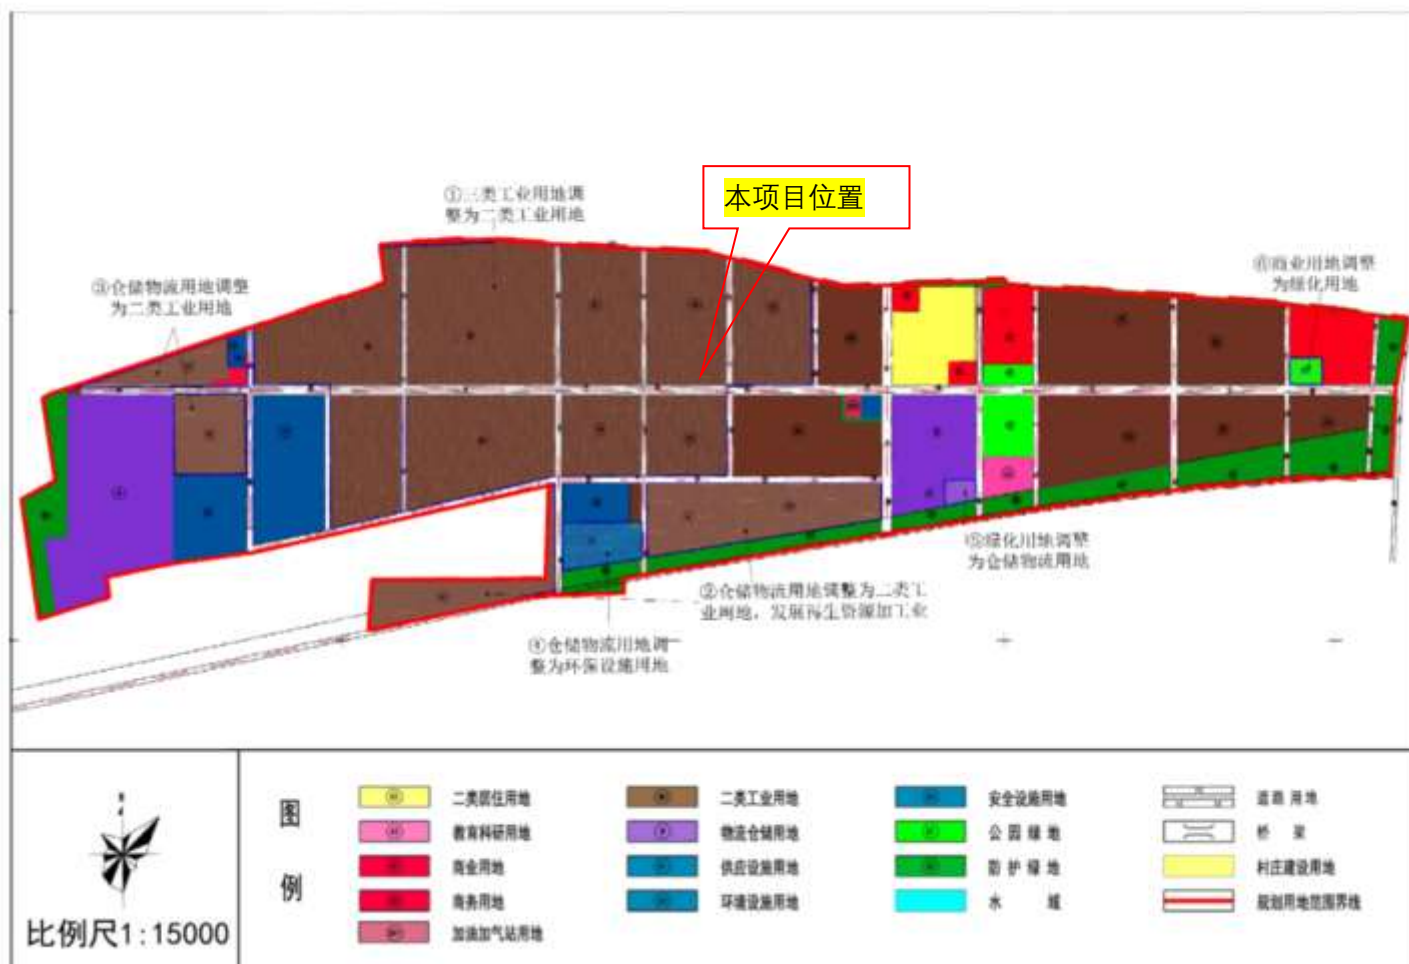 ①三类工业用地调
整为二类工业用地
本项目位置
③仓储物流用地调整
为二类工业用地
⑥商业用地调整
为绿化用地
⑤绿化用地调整
为仓储物流用地
②仓储物流用地调整为二类工
业用地，发展再生资源加工业
④仓储物流用地调
整为环保设施用地
比例尺1:15000
图例
二类居住用地
教育科研用地
商业用地
商务用地
加油加气站用地
二类工业用地
物流仓储用地
供应设施用地
环境设施用地
安全设施用地
公园绿地
防护绿地
水域
道路用地
桥梁
村庄建设用地
规划用地范围界线